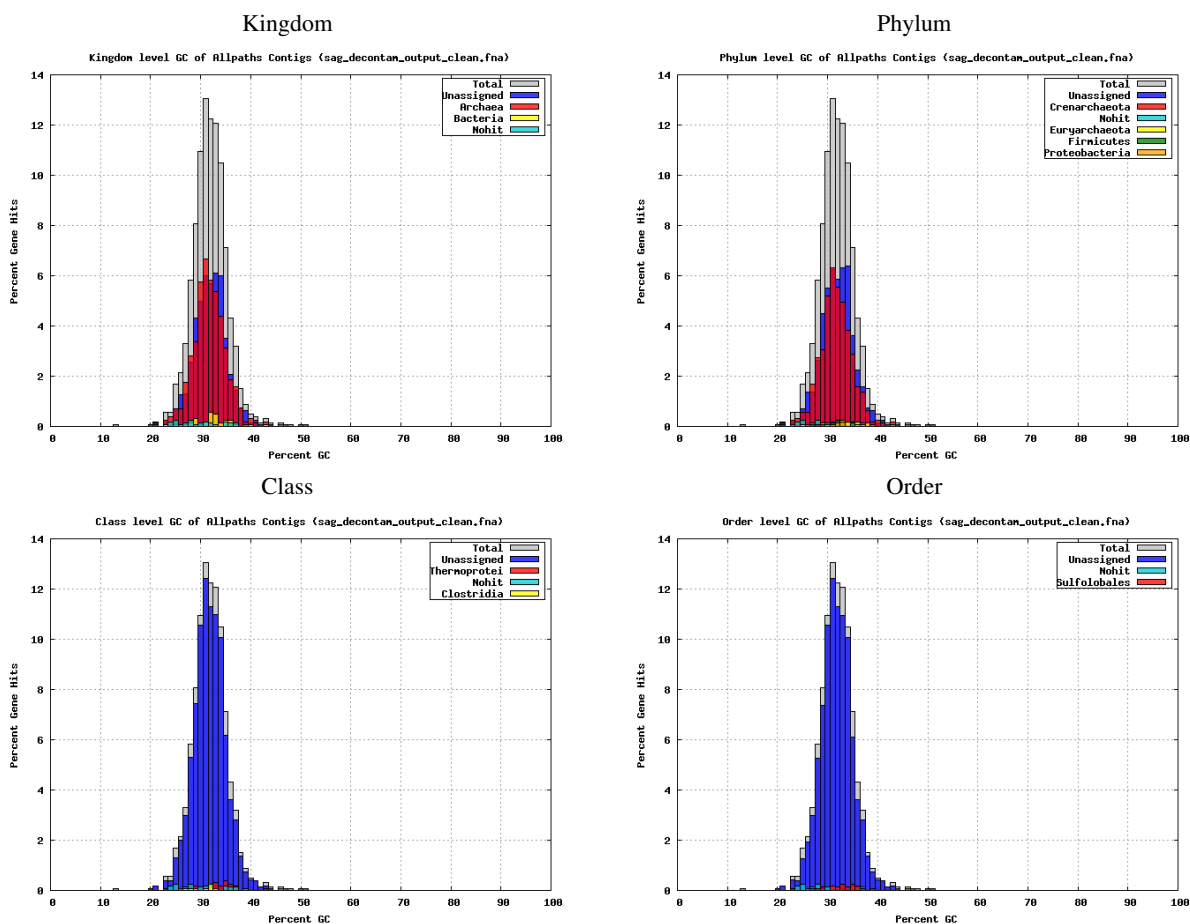 Kingdom
Phylum
Kingdom level GC of Allpaths Contigs (sag_decontam_output_clean.fna)
14
12
10
8
6
4
2
0
Percent Gene Hits
Total
Unassigned
Archaea
Bacteria
Nohit
0 10 20 30 40 50 60 70 80 90 100
Percent GC
Phylum level GC of Allpaths Contigs (sag_decontam_output_clean.fna)
14
12
10
8
6
4
2
0
Percent Gene Hits
Total
Unassigned
Crenarchaeota
Nohit
Euryarchaeota
Firmicutes
Proteobacteria
0 10 20 30 40 50 60 70 80 90 100
Percent GC
Class
Order
Class level GC of Allpaths Contigs (sag_decontam_output_clean.fna)
14
12
10
8
6
4
2
0
Percent Gene Hits
Total
Unassigned
Thermoprotei
Nohit
Clostridia
0 10 20 30 40 50 60 70 80 90 100
Percent GC
Order level GC of Allpaths Contigs (sag_decontam_output_clean.fna)
14
12
10
8
6
4
2
0
Percent Gene Hits
Total
Unassigned
Nohit
Sulfolobales
0 10 20 30 40 50 60 70 80 90 100
Percent GC